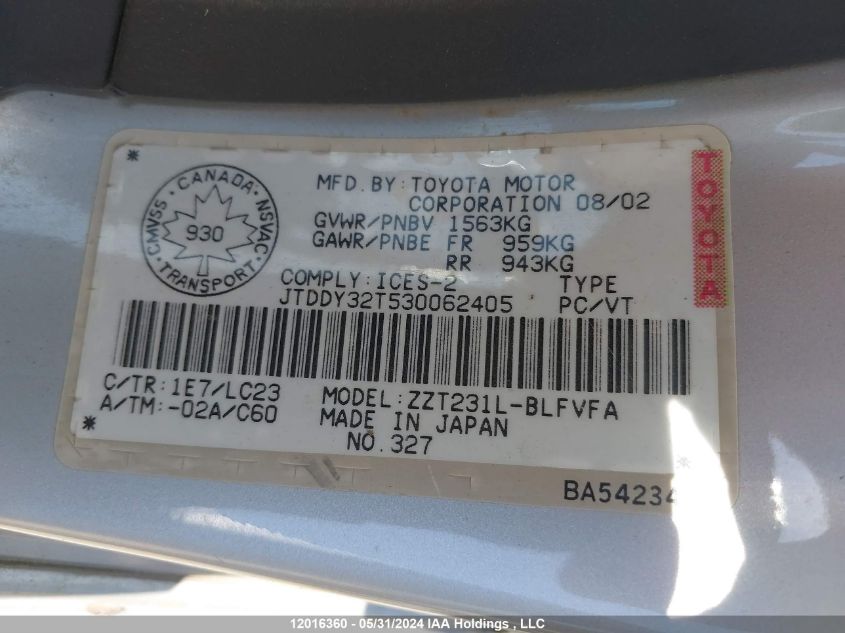 CMVSS · CANADA · NSVAC · TRANSPORT ·
930
MFD. BY: TOYOTA MOTOR
CORPORATION 08/02
GVWR/PNBV 1563KG
GAWR/PNBE FR 959KG
RR 943KG
COMPLY: ICES-2 TYPE
JTDDY32T530062405 PC/VT
C/TR: 1E7/LC23 MODEL: ZZT231L-BLFVFA
A/TM: -02A/C60 MADE IN JAPAN
NO. 327
TOYOTA
12016360 - 05/31/2024 IAA Holdings , LLC